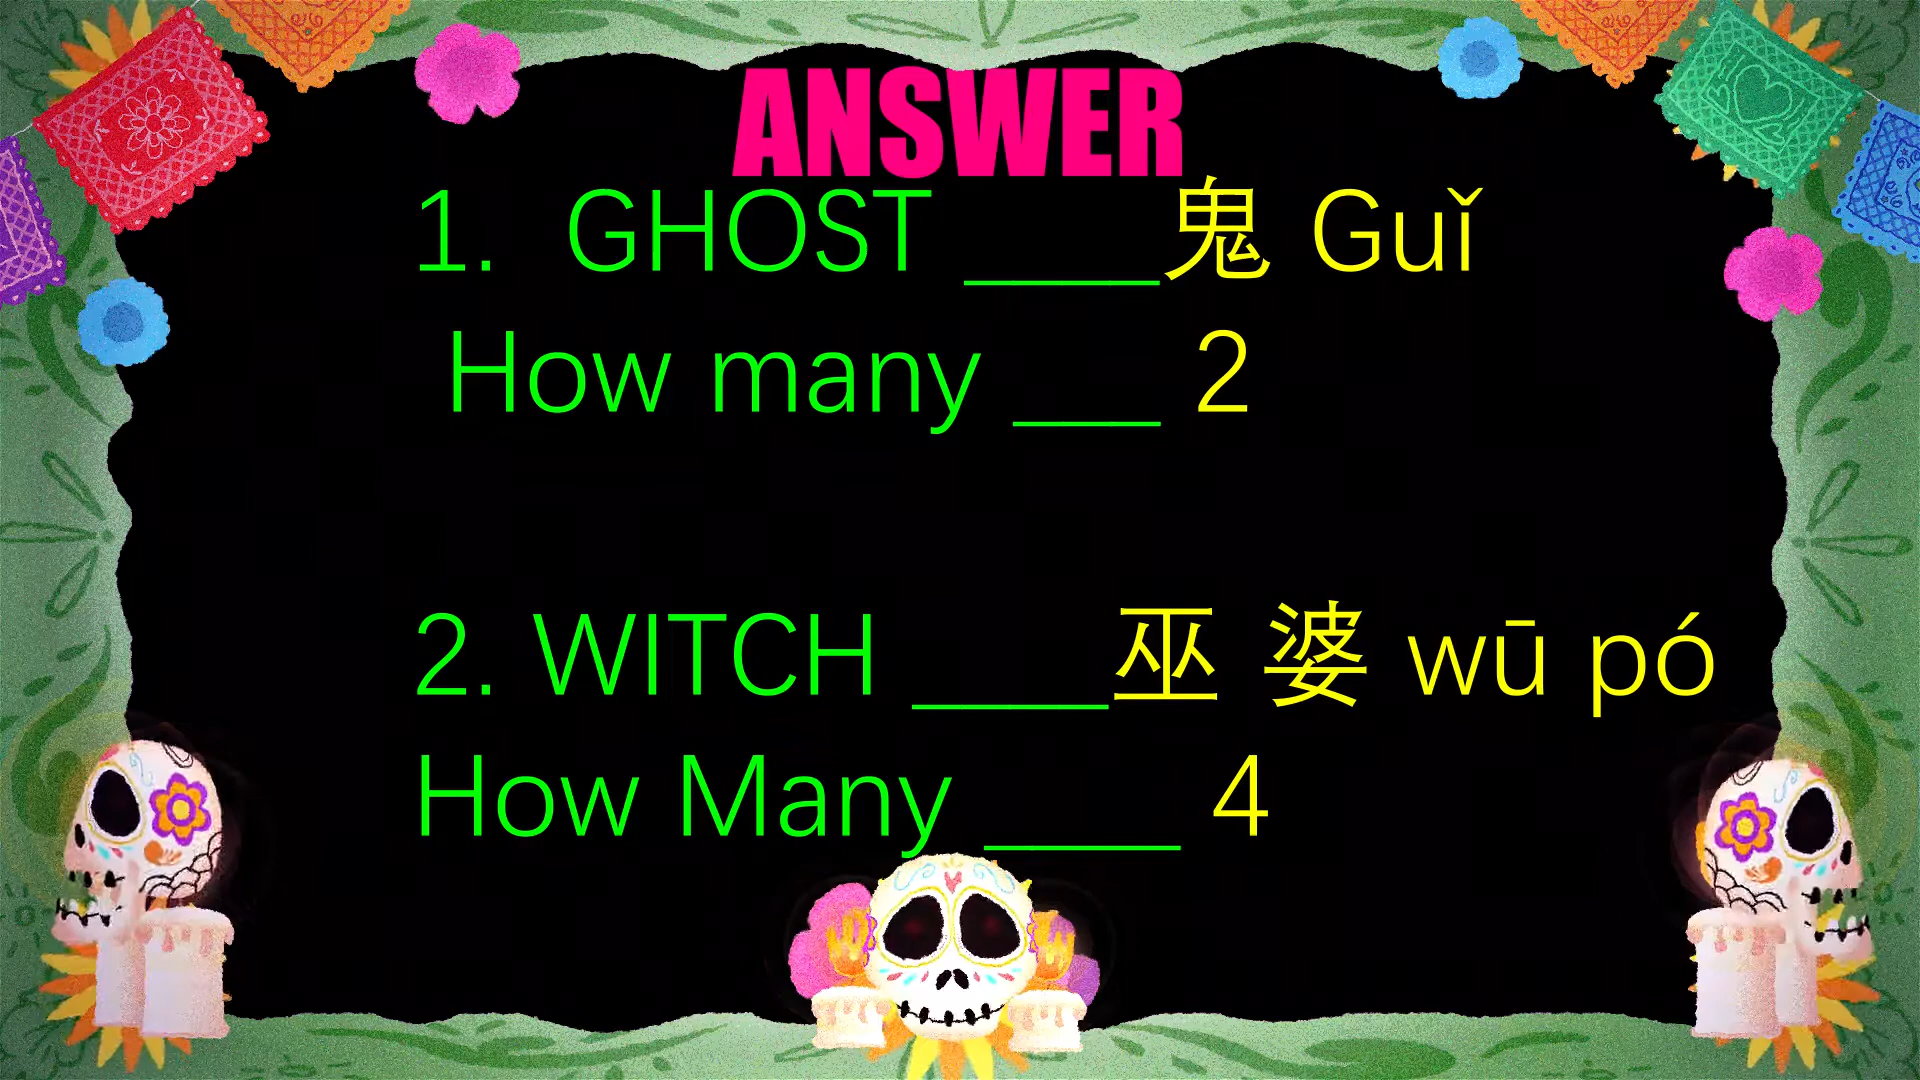 ANSWER
1. GHOST ____鬼 Guǐ
How many ___ 2
2. WITCH ____巫 婆 wū pó
How Many ____ 4